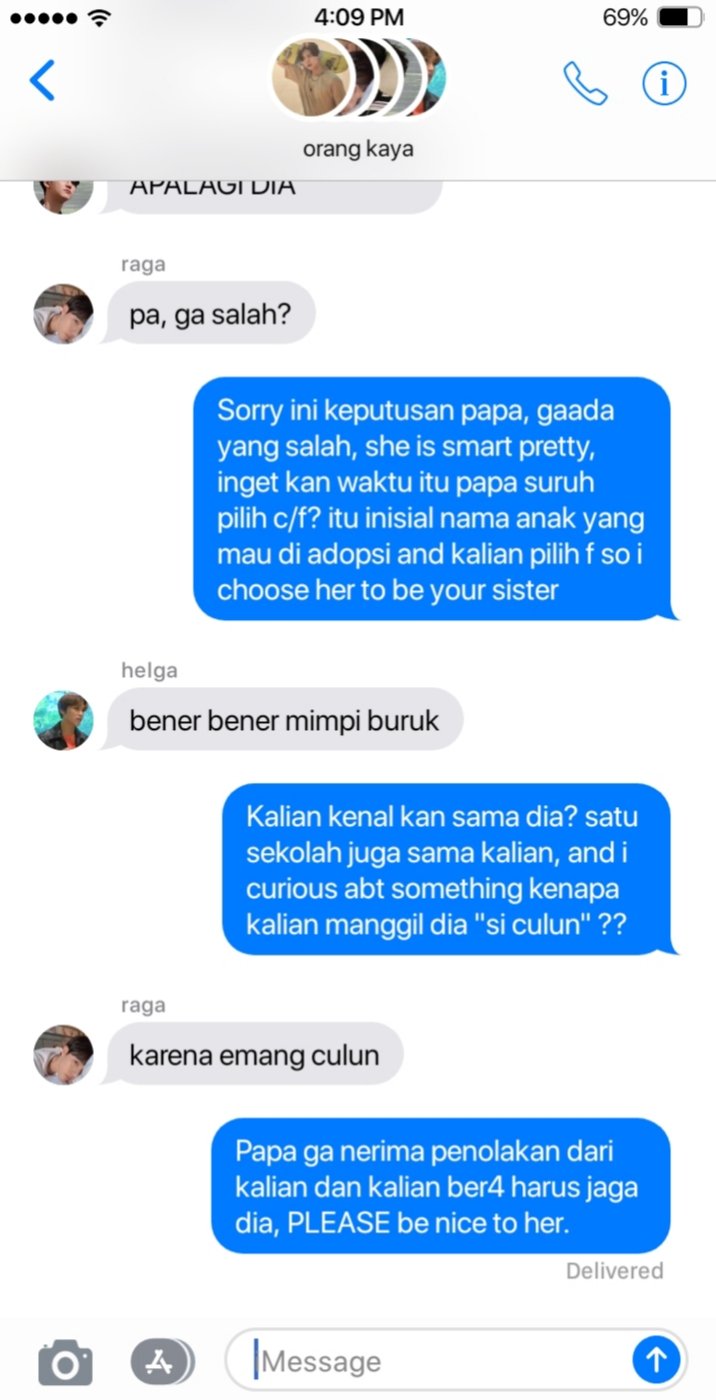 4:09 PM
69%
orang kaya
APALAGI DIA
raga
pa, ga salah?
Sorry ini keputusan papa, gaada
yang salah, she is smart pretty,
inget kan waktu itu papa suruh
pilih c/f? itu inisial nama anak yang
mau di adopsi and kalian pilih f so i
choose her to be your sister
helga
bener bener mimpi buruk
Kalian kenal kan sama dia? satu
sekolah juga sama kalian, and i
curious abt something kenapa
kalian manggil dia "si culun" ??
raga
karena emang culun
Papa ga nerima penolakan dari
kalian dan kalian ber4 harus jaga
dia, PLEASE be nice to her.
Delivered
Message